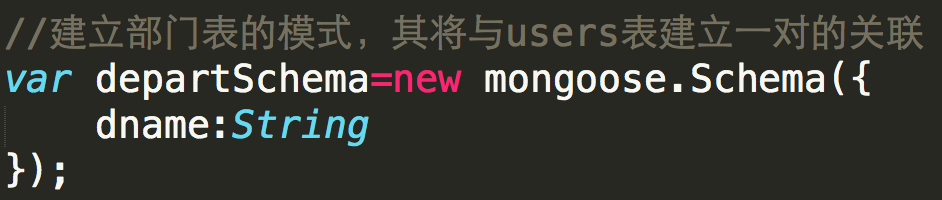 //建立部门表的模式，其将与users表建立一对的关联
var departSchema=new mongoose.Schema({
    dname:String
});